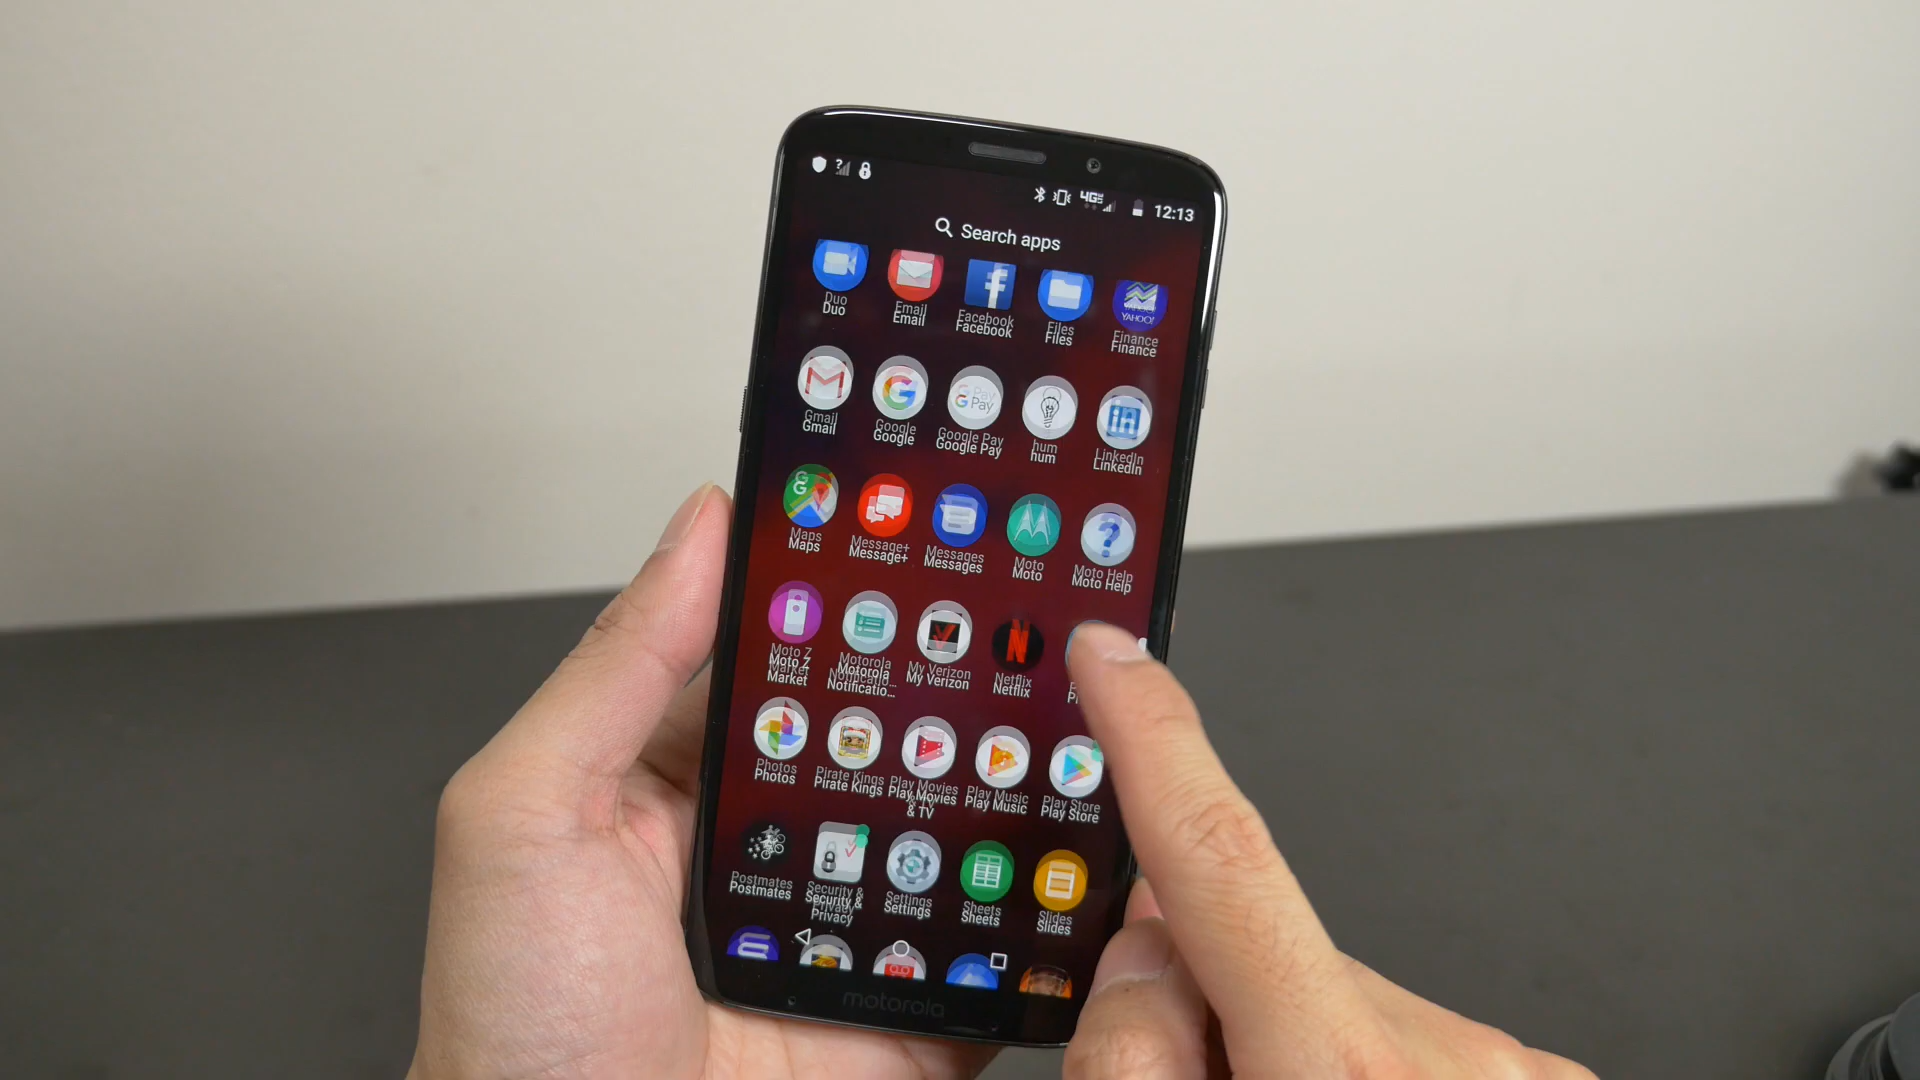 4G
12:13
Search apps
Duo Email Facebook Files Finance
YAHOO!
Gmail Google Google Pay hum LinkedIn
G Pay
in
Maps Message+ Messages Moto Moto Help
Moto Z Market Motorola Notificatio... My Verizon Netflix
Photos Pirate Kings Play Movies & TV Play Music Play Store
Postmates Security & Privacy Settings Sheets Slides
motorola